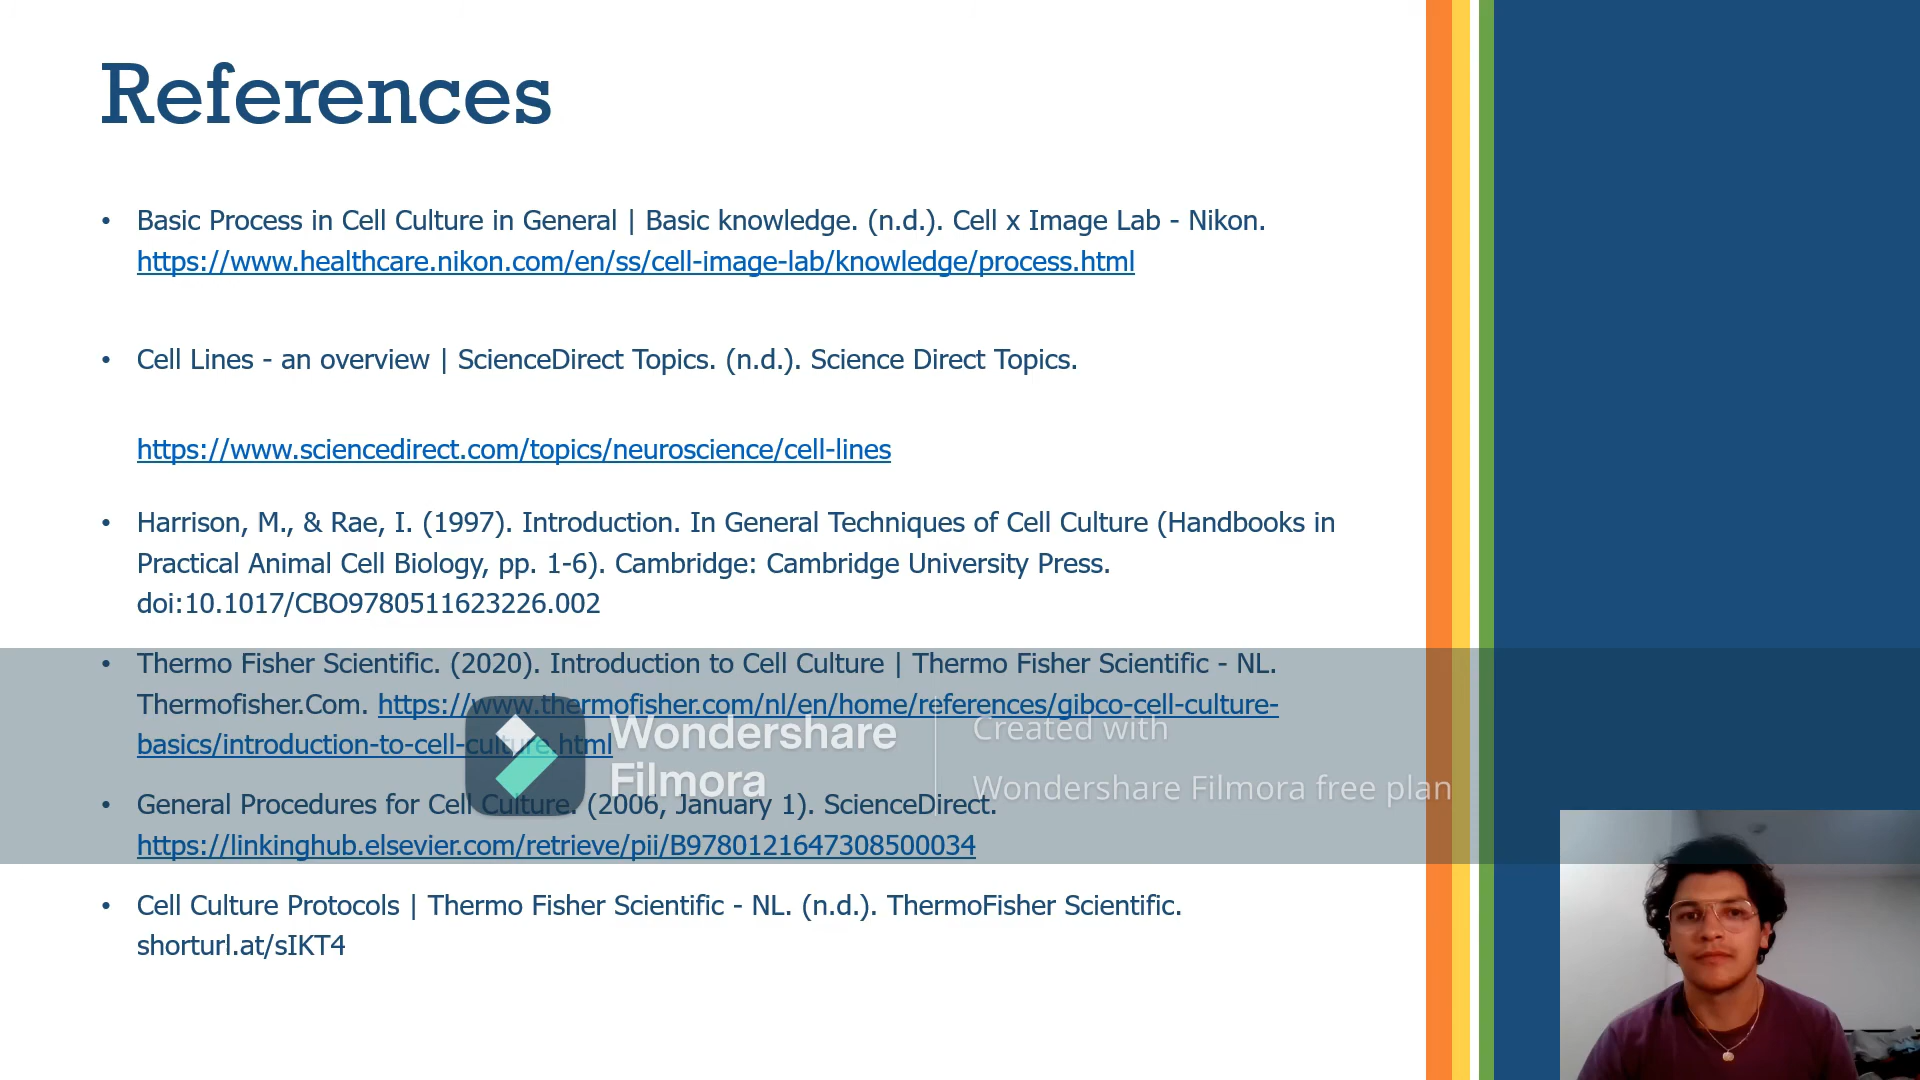 References
• Basic Process in Cell Culture in General | Basic knowledge. (n.d.). Cell x Image Lab - Nikon.
https://www.healthcare.nikon.com/en/ss/cell-image-lab/knowledge/process.html
• Cell Lines - an overview | ScienceDirect Topics. (n.d.). Science Direct Topics.
https://www.sciencedirect.com/topics/neuroscience/cell-lines
• Harrison, M., & Rae, I. (1997). Introduction. In General Techniques of Cell Culture (Handbooks in
Practical Animal Cell Biology, pp. 1-6). Cambridge: Cambridge University Press.
doi:10.1017/CBO9780511623226.002
• Thermo Fisher Scientific. (2020). Introduction to Cell Culture | Thermo Fisher Scientific - NL.
Thermofisher.Com. https://www.thermofisher.com/nl/en/home/references/gibco-cell-culture-
basics/introduction-to-cell-culture.html
• General Procedures for Cell Culture. (2006, January 1). ScienceDirect.
https://linkinghub.elsevier.com/retrieve/pii/B9780121647308500034
• Cell Culture Protocols | Thermo Fisher Scientific - NL. (n.d.). ThermoFisher Scientific.
shorturl.at/sIKT4
Wondershare
Filmora
Created with
Wondershare Filmora free plan